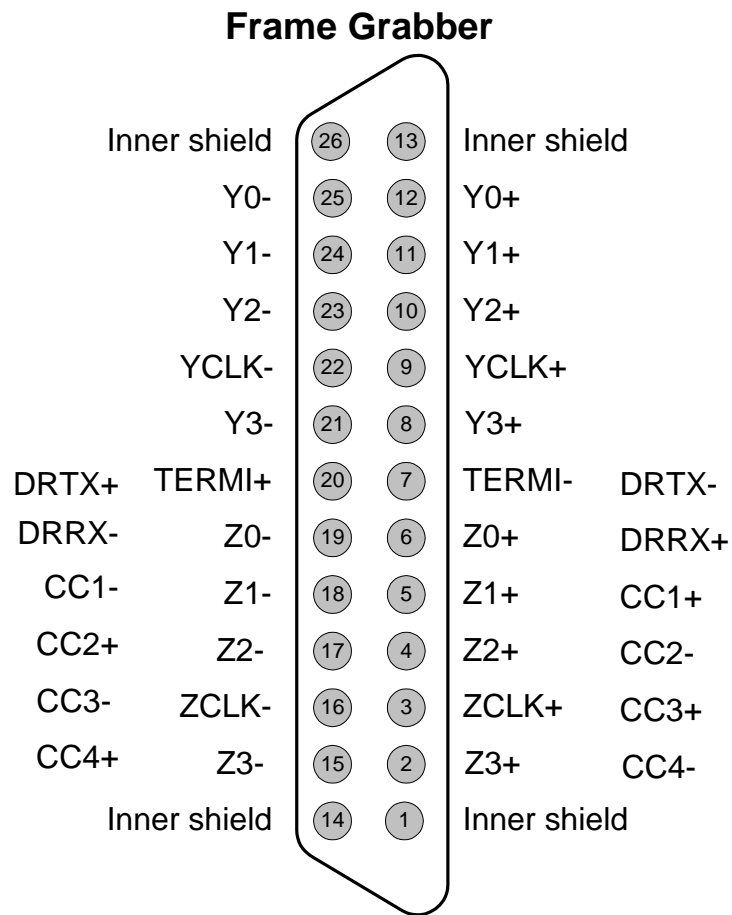 Frame Grabber
Inner shield 26 13 Inner shield
Y0- 25 12 Y0+
Y1- 24 11 Y1+
Y2- 23 10 Y2+
YCLK- 22 9 YCLK+
Y3- 21 8 Y3+
DRTX+ TERMI+ 20 7 TERMI- DRTX-
DRRX- Z0- 19 6 Z0+ DRRX+
CC1- Z1- 18 5 Z1+ CC1+
CC2+ Z2- 17 4 Z2+ CC2-
CC3- ZCLK- 16 3 ZCLK+ CC3+
CC4+ Z3- 15 2 Z3+ CC4-
Inner shield 14 1 Inner shield